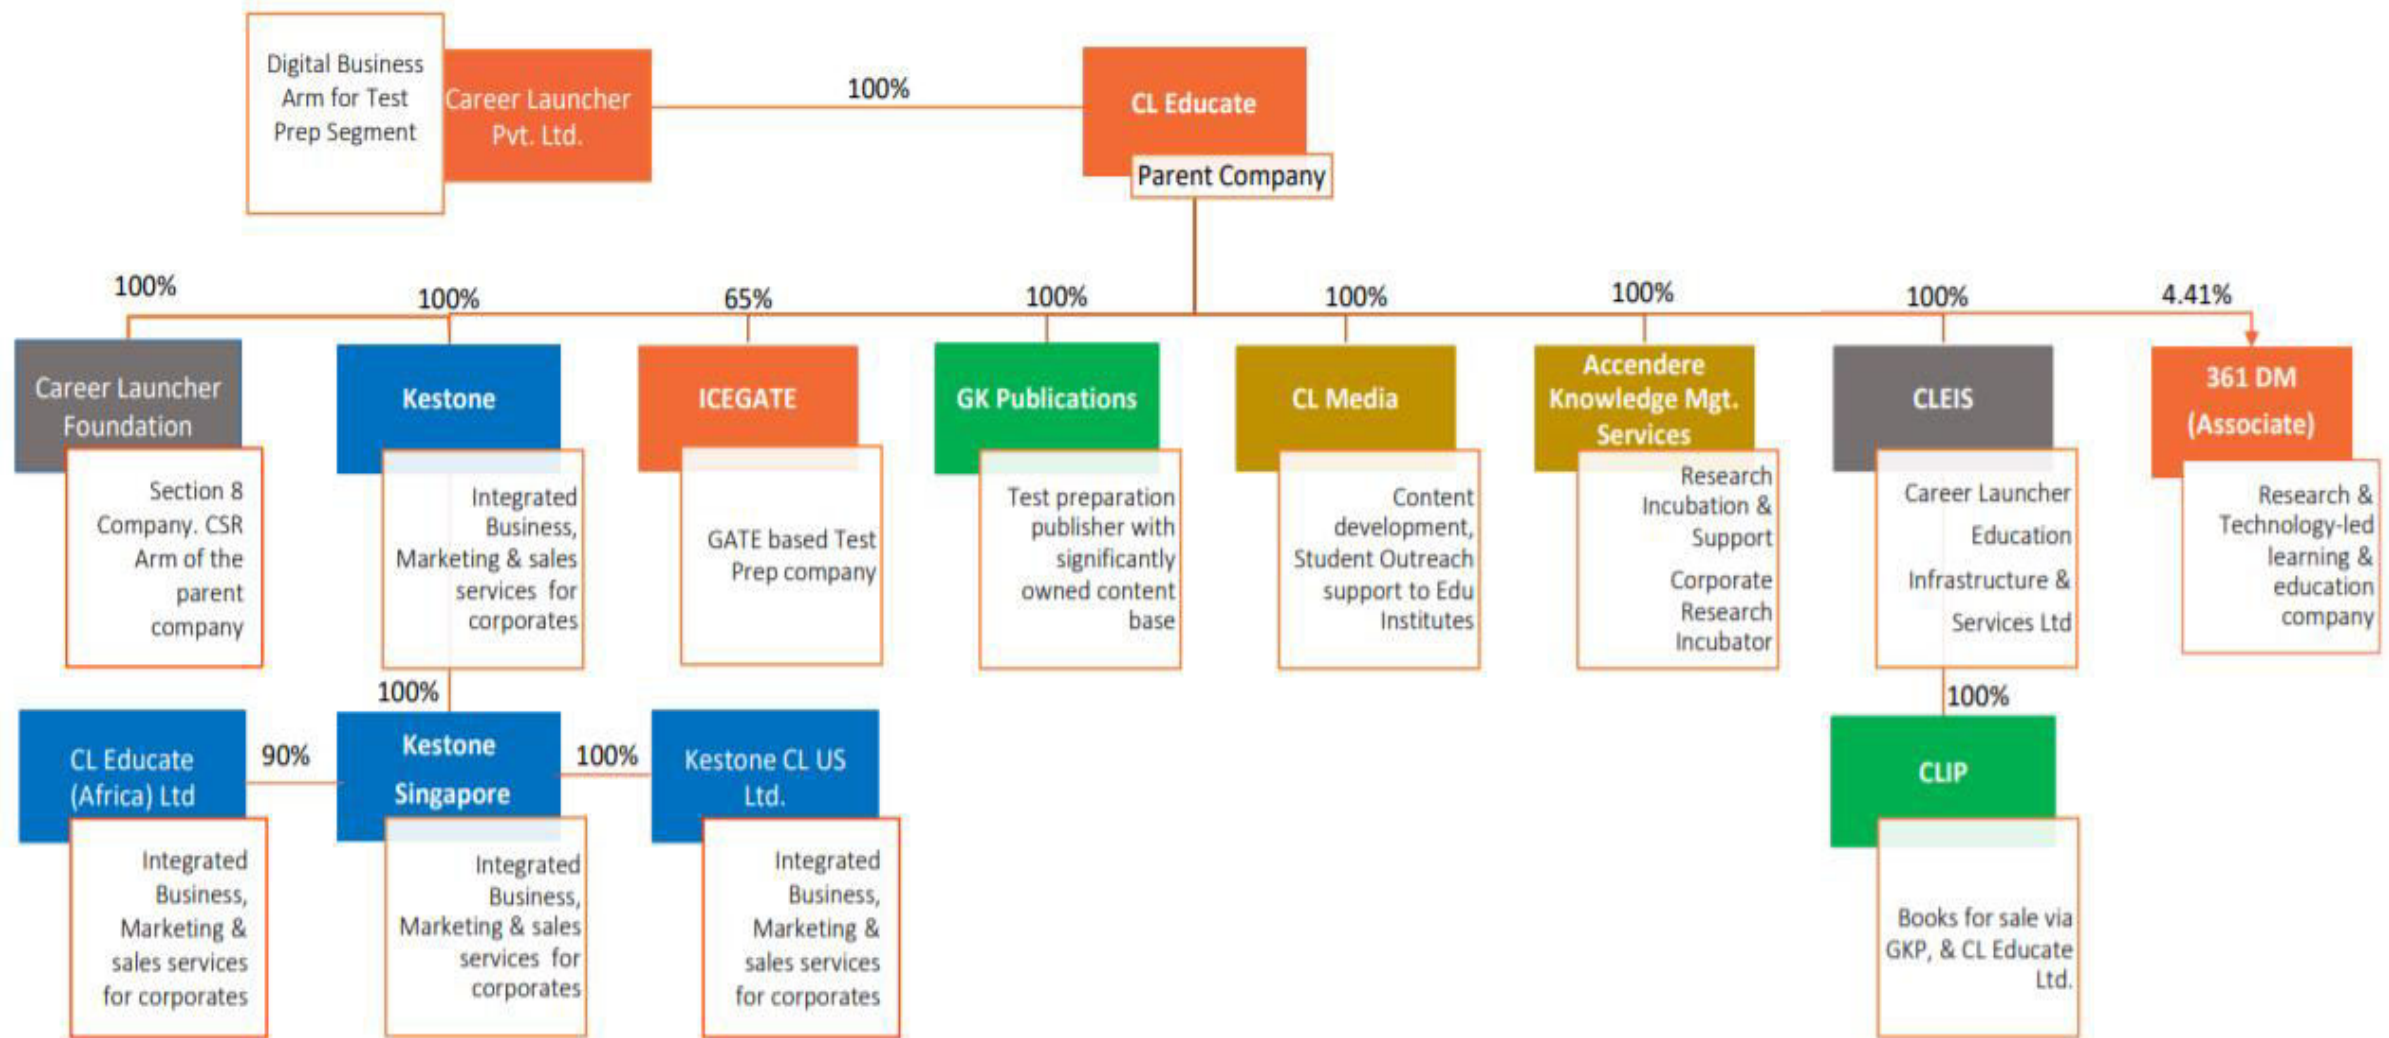 Digital Business
Arm for Test
Prep Segment
Career Launcher
Pvt. Ltd.
100%
CL Educate
Parent Company
100%
100%
65%
100%
100%
100%
100%
4.41%
Career Launcher
Foundation
Section 8
Company. CSR
Arm of the
parent
company
Kestone
Integrated
Business,
Marketing & sales
services for
corporates
ICEGATE
GATE based Test
Prep company
GK Publications
Test preparation
publisher with
significantly
owned content
base
CL Media
Content
development,
Student Outreach
support to Edu
Institutes
Accendere
Knowledge Mgt.
Services
Research
Incubation &
Support
Corporate
Research
Incubator
CLEIS
Career Launcher
Education
Infrastructure &
Services Ltd
361 DM
(Associate)
Research &
Technology-led
learning &
education
company
100%
100%
CL Educate
(Africa) Ltd
90%
Integrated
Business,
Marketing &
sales services
for corporates
Kestone
Singapore
Integrated
Business,
Marketing & sales
services for
corporates
100%
Kestone CL US
Ltd.
Integrated
Business,
Marketing &
sales services
for corporates
CLIP
Books for sale via
GKP, & CL Educate
Ltd.